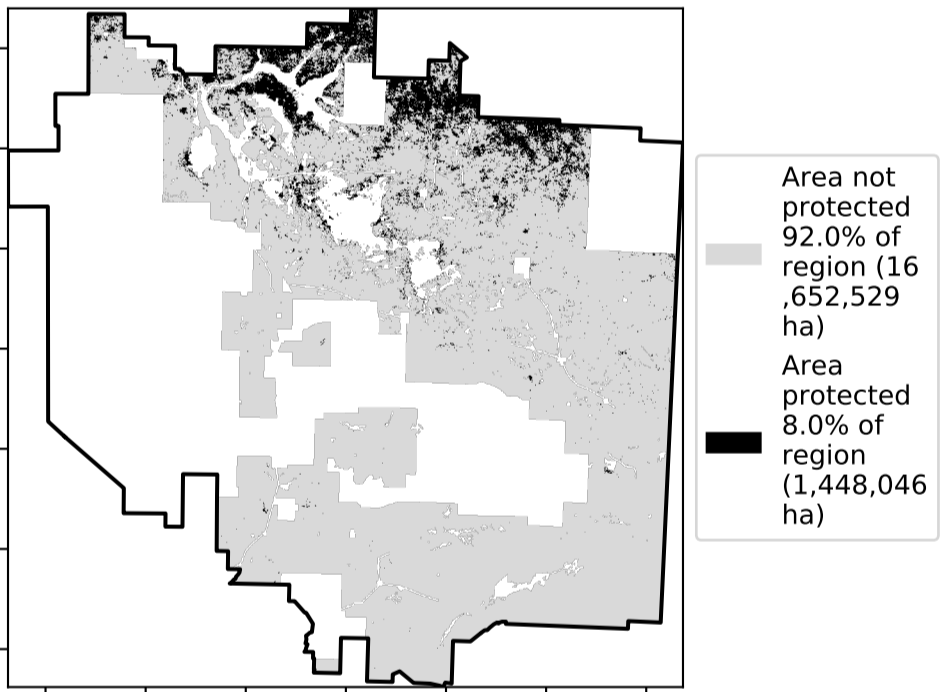 Area not
protected
92.0% of
region (16
,652,529
ha)
Area
protected
8.0% of
region
(1,448,046
ha)